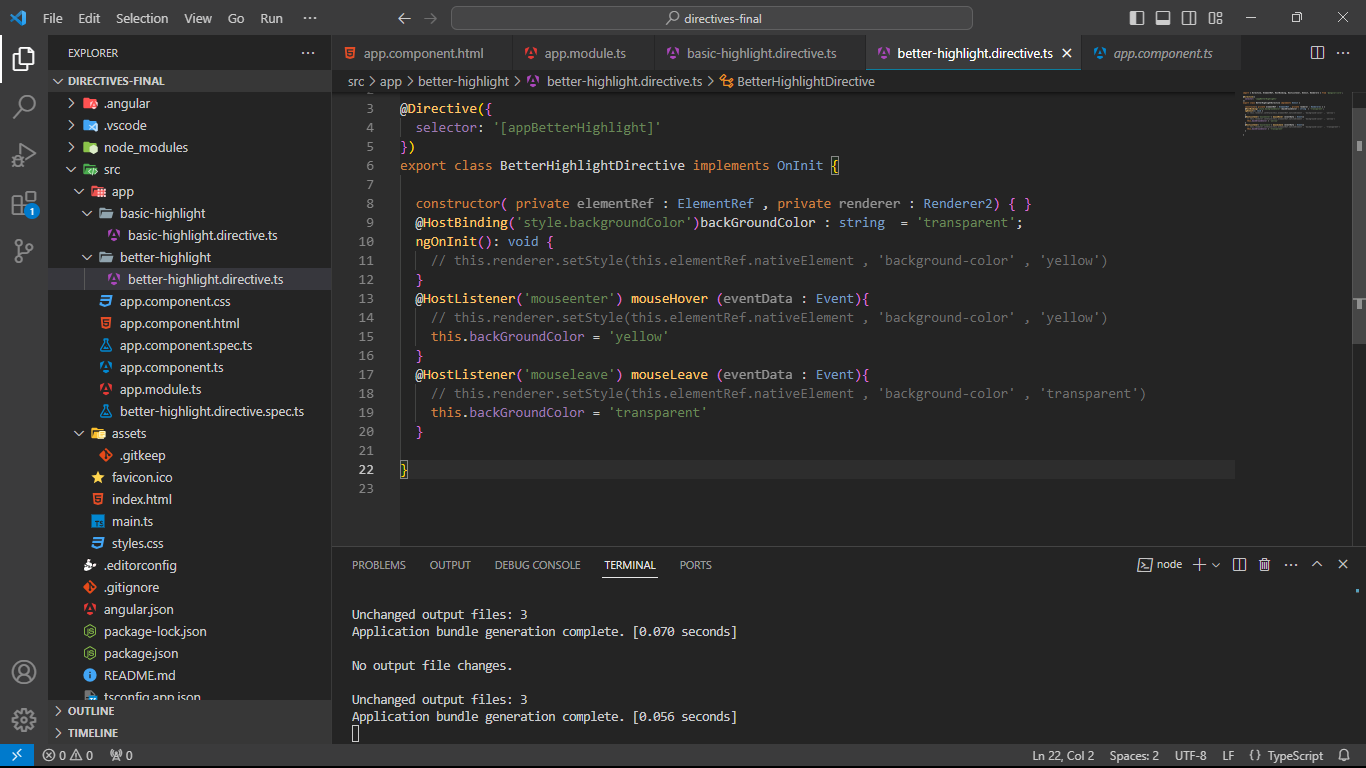 File Edit Selection View Go Run ··· directives-final
EXPLORER ···
DIRECTIVES-FINAL
.angular
.vscode
node_modules
src
app
basic-highlight
basic-highlight.directive.ts
better-highlight
better-highlight.directive.ts
app.component.css
app.component.html
app.component.spec.ts
app.component.ts
app.module.ts
better-highlight.directive.spec.ts
assets
.gitkeep
favicon.ico
index.html
main.ts
styles.css
.editorconfig
.gitignore
angular.json
package-lock.json
package.json
README.md
tsconfig.app.json
OUTLINE
TIMELINE
1
app.component.html app.module.ts basic-highlight.directive.ts better-highlight.directive.ts app.component.ts ···
src > app > better-highlight > better-highlight.directive.ts > BetterHighlightDirective
3 @Directive({
4 selector: '[appBetterHighlight]'
5 })
6 export class BetterHighlightDirective implements OnInit {
7
8 constructor( private elementRef : ElementRef , private renderer : Renderer2) { }
9 @HostBinding('style.backgroundColor')backGroundColor : string  = 'transparent';
10 ngOnInit(): void {
11 // this.renderer.setStyle(this.elementRef.nativeElement , 'background-color' , 'yellow')
12 }
13 @HostListener('mouseenter') mouseHover (eventData : Event){
14 // this.renderer.setStyle(this.elementRef.nativeElement , 'background-color' , 'yellow')
15 this.backGroundColor = 'yellow'
16 }
17 @HostListener('mouseleave') mouseLeave (eventData : Event){
18 // this.renderer.setStyle(this.elementRef.nativeElement , 'background-color' , 'transparent')
19 this.backGroundColor = 'transparent'
20 }
21
22 }
23
PROBLEMS OUTPUT DEBUG CONSOLE TERMINAL PORTS node ···
Unchanged output files: 3
Application bundle generation complete. [0.070 seconds]
No output file changes.
Unchanged output files: 3
Application bundle generation complete. [0.056 seconds]
0 0 0 Ln 22, Col 2 Spaces: 2 UTF-8 LF {} TypeScript